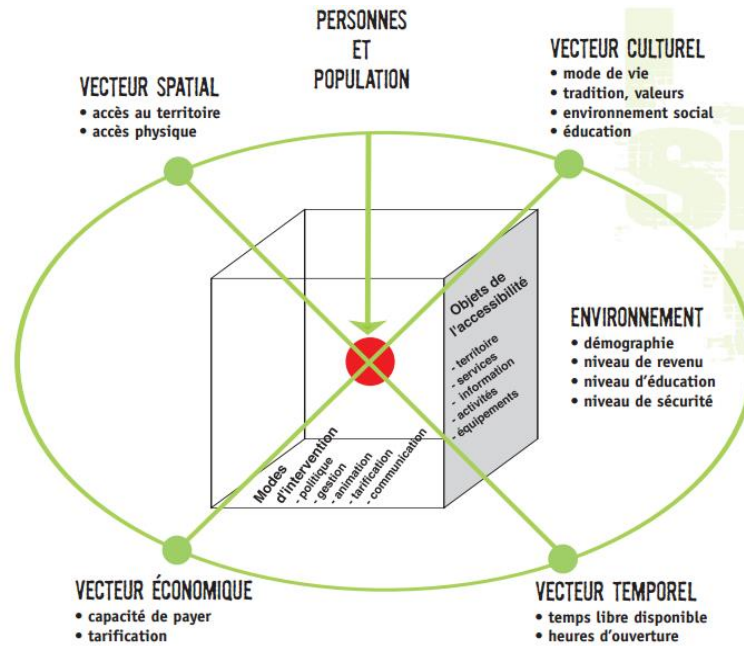 PERSONNES
ET
POPULATION
VECTEUR SPATIAL
• accès au territoire
• accès physique
VECTEUR CULTUREL
• mode de vie
• tradition, valeurs
• environnement social
• éducation
Objets de
l'accessibilité
- territoire
- services
- information
- activités
- équipements
ENVIRONNEMENT
• démographie
• niveau de revenu
• niveau d'éducation
• niveau de sécurité
Modes
d'intervention
- politique
- gestion
- animation
- tarification
- communication
VECTEUR ÉCONOMIQUE
• capacité de payer
• tarification
VECTEUR TEMPOREL
• temps libre disponible
• heures d'ouverture